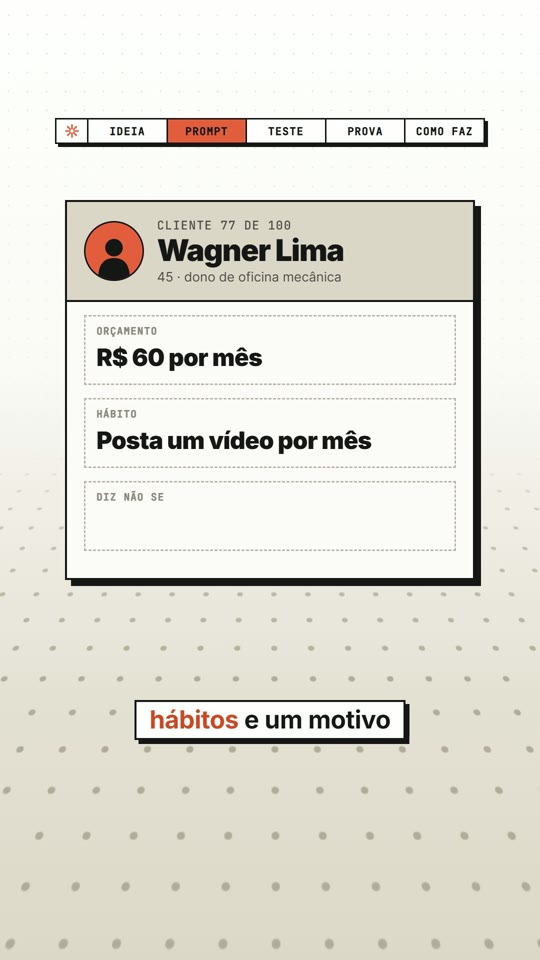 IDEIA PROMPT TESTE PROVA COMO FAZ
CLIENTE 77 DE 100
Wagner Lima
45 · dono de oficina mecânica
ORÇAMENTO
R$ 60 por mês
HÁBITO
Posta um vídeo por mês
DIZ NÃO SE
hábitos e um motivo